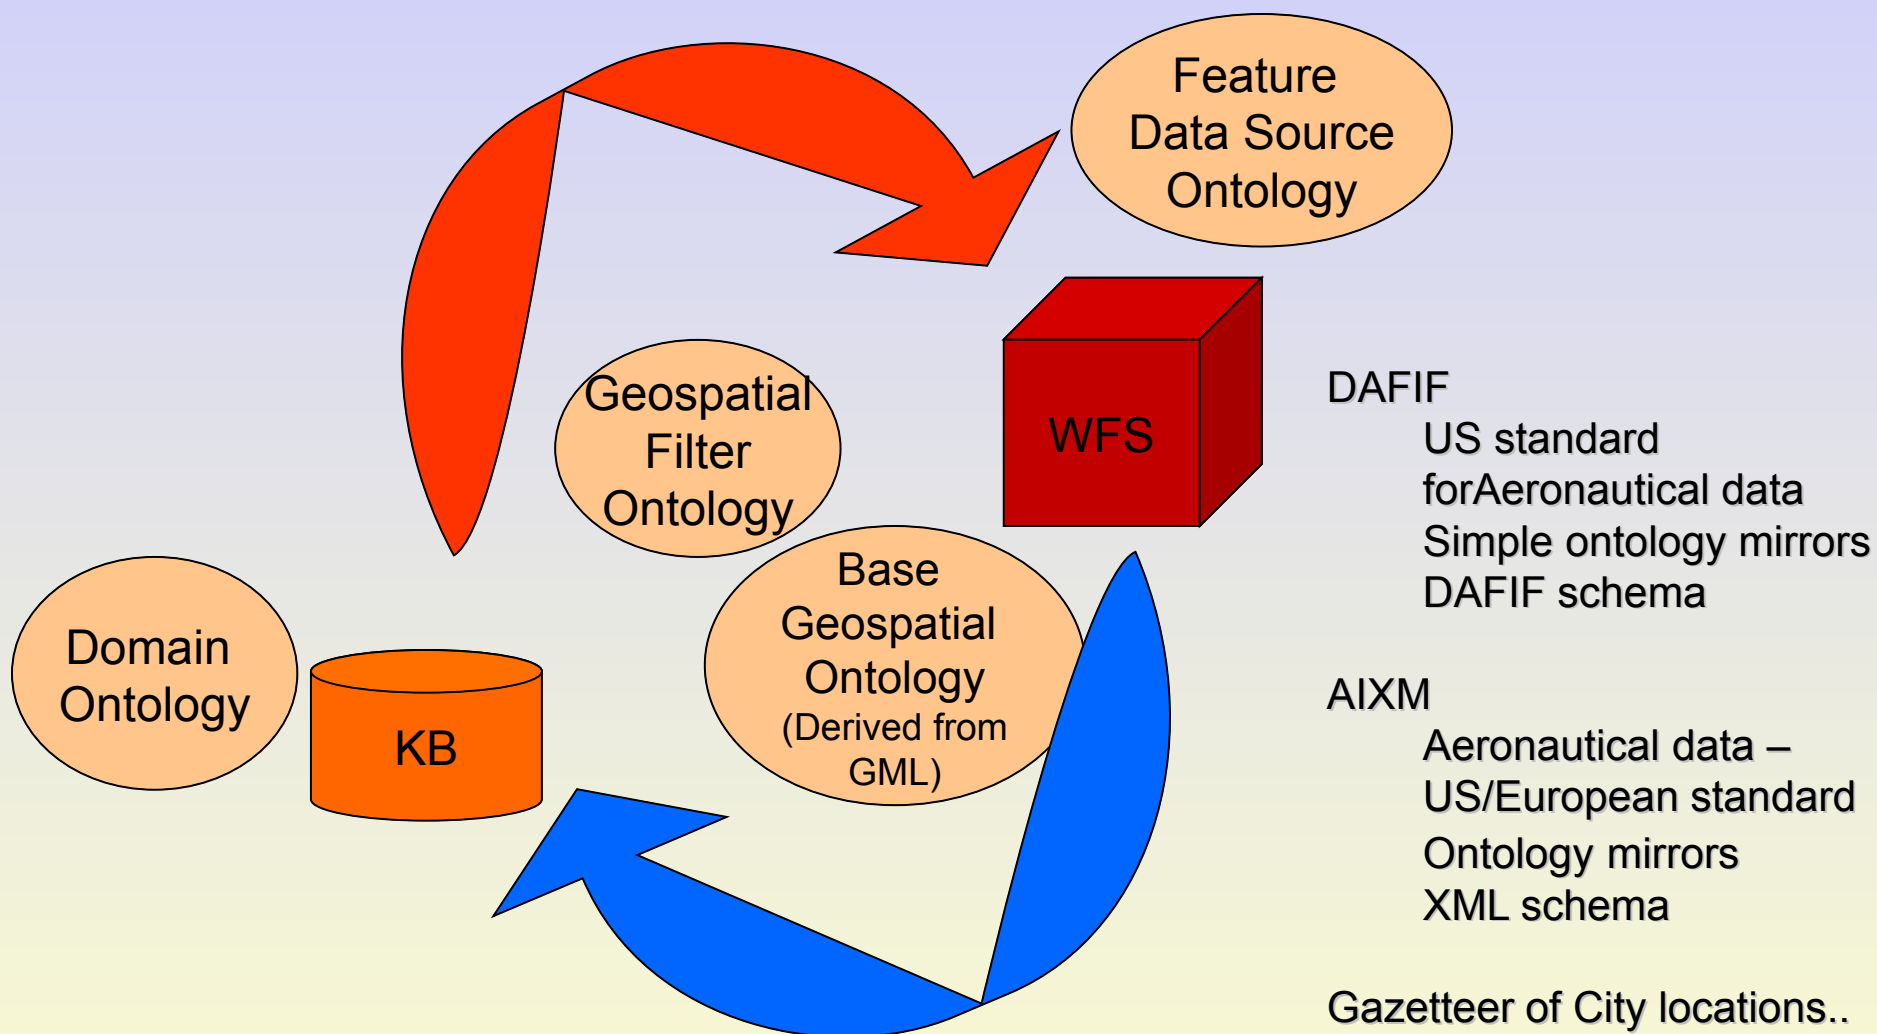 Feature
Data Source
Ontology
Geospatial
Filter
Ontology
WFS
Base
Geospatial
Ontology
(Derived from
GML)
Domain
Ontology
KB
DAFIF
US standard
forAeronautical data
Simple ontology mirrors
DAFIF schema
AIXM
Aeronautical data –
US/European standard
Ontology mirrors
XML schema
Gazetteer of City locations..